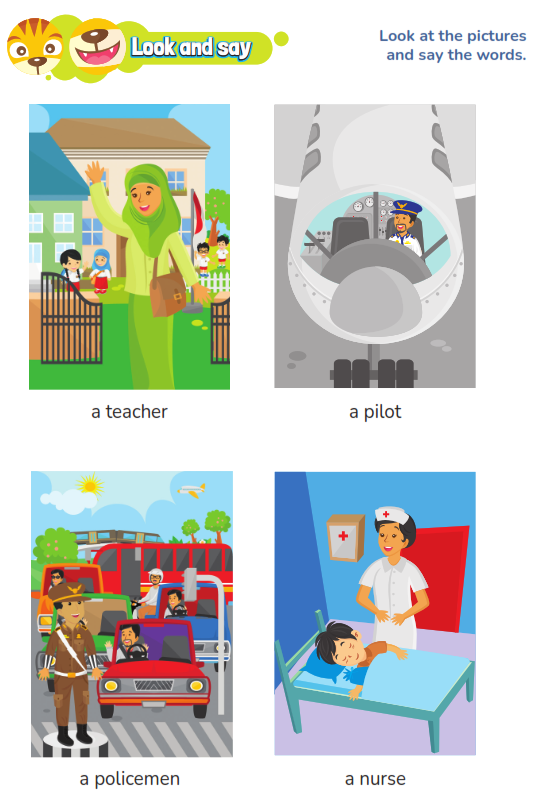 Look and say
Look at the pictures
and say the words.
a teacher
a pilot
a policemen
a nurse